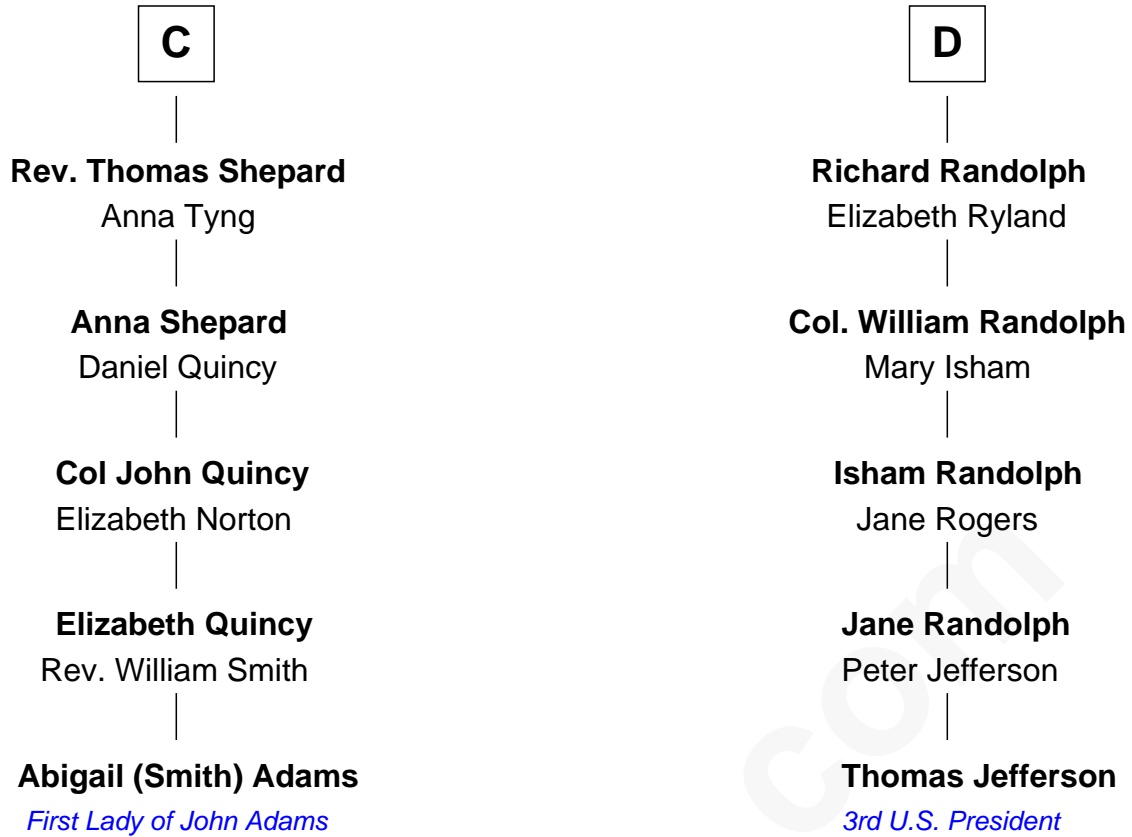 C
Rev. Thomas Shepard
Anna Tyng
Anna Shepard
Daniel Quincy
Col John Quincy
Elizabeth Norton
Elizabeth Quincy
Rev. William Smith
Abigail (Smith) Adams
First Lady of John Adams
D
Richard Randolph
Elizabeth Ryland
Col. William Randolph
Mary Isham
Isham Randolph
Jane Rogers
Jane Randolph
Peter Jefferson
Thomas Jefferson
3rd U.S. President
com